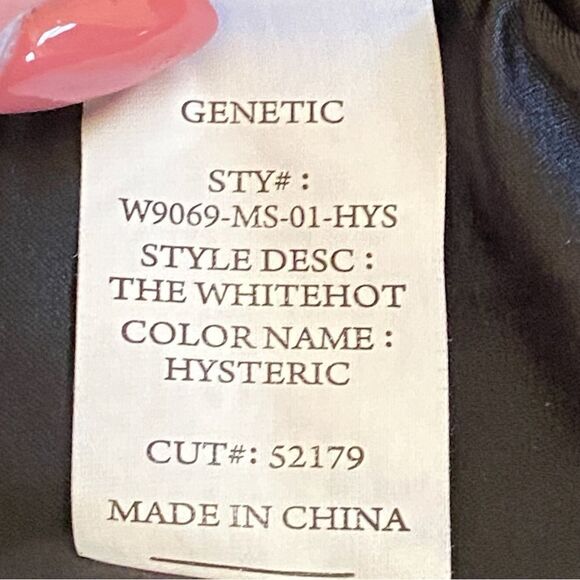 GENETIC
STY# :
W9069-MS-01-HYS
STYLE DESC :
THE WHITEHOT
COLOR NAME :
HYSTERIC
CUT#: 52179
MADE IN CHINA